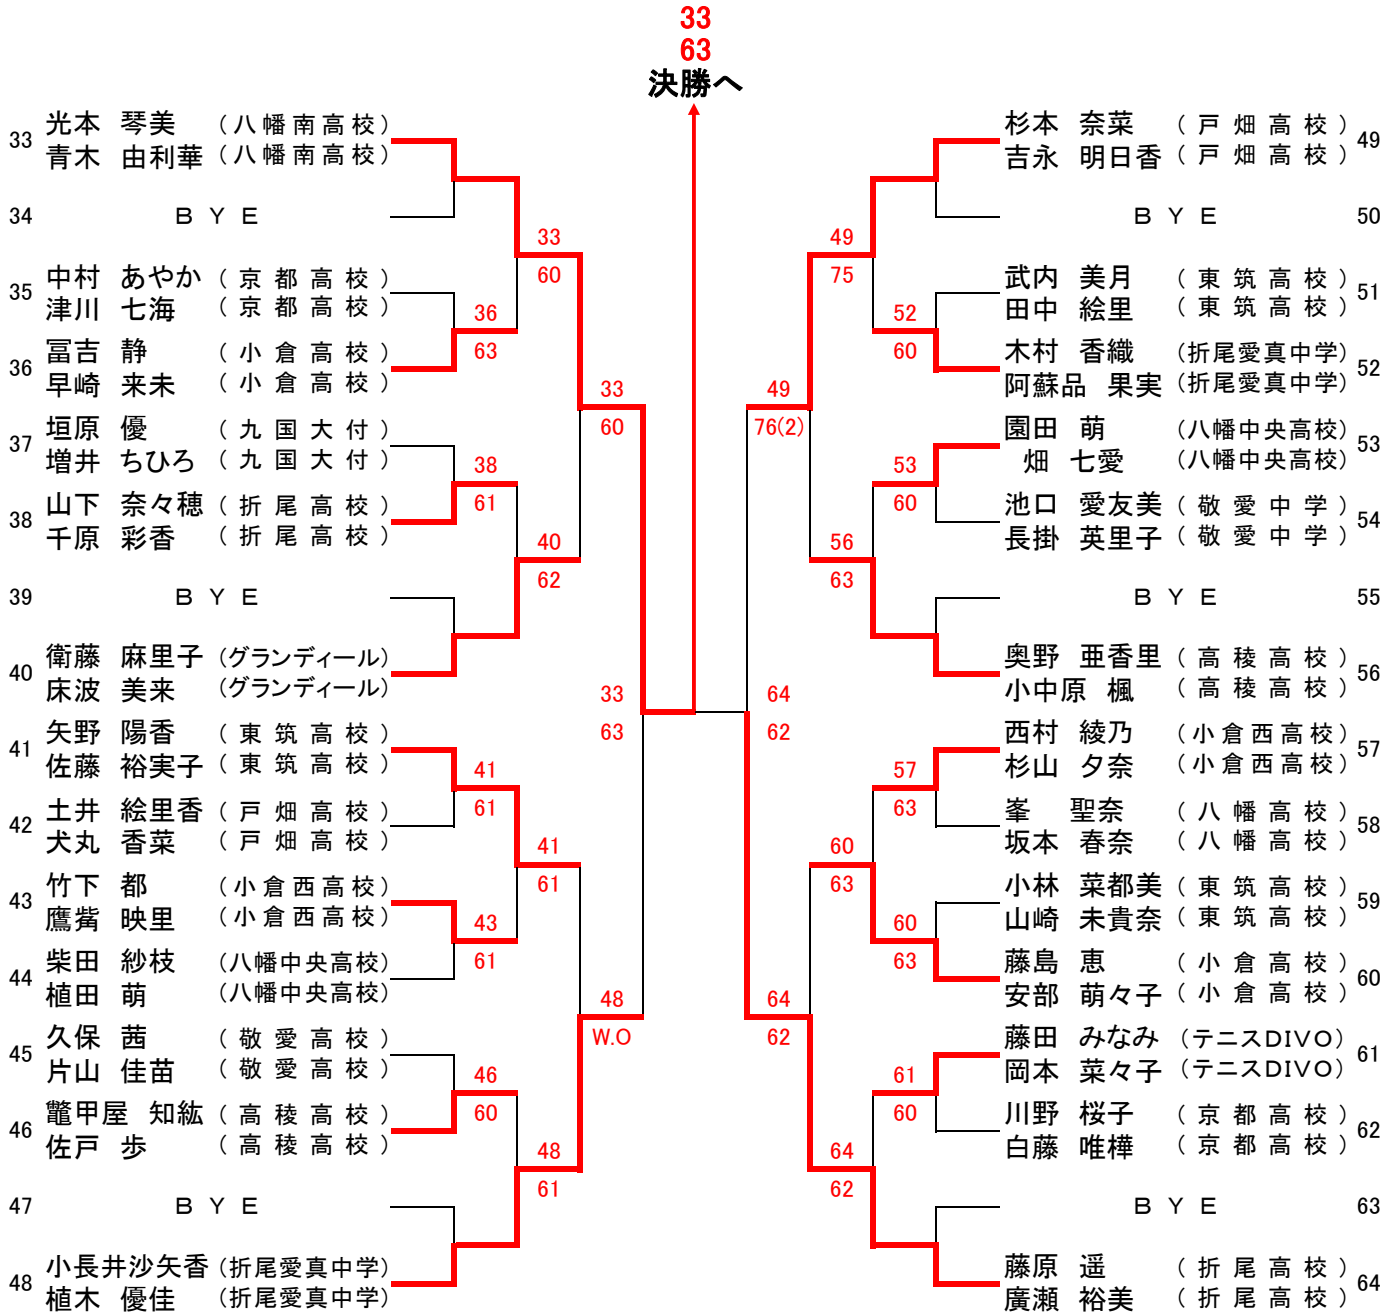 33
63
決勝へ
33 光本 琴美 (八幡南高校)
青木 由利華 (八幡南高校)
34 BYE
33
60
35 中村 あやか (京都高校)
津川 七海 (京都高校)
36
63
36 冨吉 静 (小倉高校)
早崎 来未 (小倉高校)
33
60
37 垣原 優 (九国大付)
増井 ちひろ (九国大付)
38
61
38 山下 奈々穂 (折尾高校)
千原 彩香 (折尾高校)
40
62
39 BYE
40 衛藤 麻里子 (グランディール)
床波 美来 (グランディール)
33
63
41 矢野 陽香 (東筑高校)
佐藤 裕実子 (東筑高校)
41
61
42 土井 絵里香 (戸畑高校)
犬丸 香菜 (戸畑高校)
41
61
43 竹下 都 (小倉西高校)
鷹觜 映里 (小倉西高校)
43
61
44 柴田 紗枝 (八幡中央高校)
植田 萌 (八幡中央高校)
48
W.O
45 久保 茜 (敬愛高校)
片山 佳苗 (敬愛高校)
46
60
46 鼈甲屋 知紘 (高稜高校)
佐戸 歩 (高稜高校)
48
61
47 BYE
48 小長井沙矢香 (折尾愛真中学)
植木 優佳 (折尾愛真中学)
杉本 奈菜 (戸畑高校) 49
吉永 明日香 (戸畑高校)
BYE 50
49
75
武内 美月 (東筑高校) 51
田中 絵里 (東筑高校)
52
60
木村 香織 (折尾愛真中学) 52
阿蘇品 果実 (折尾愛真中学)
49
76(2)
園田 萌 (八幡中央高校) 53
畑 七愛 (八幡中央高校)
53
60
池口 愛友美 (敬愛中学) 54
長掛 英里子 (敬愛中学)
56
63
BYE 55
奥野 亜香里 (高稜高校) 56
小中原 楓 (高稜高校)
64
62
西村 綾乃 (小倉西高校) 57
杉山 夕奈 (小倉西高校)
57
63
峯 聖奈 (八幡高校) 58
坂本 春奈 (八幡高校)
60
63
小林 菜都美 (東筑高校) 59
山崎 未貴奈 (東筑高校)
60
63
藤島 恵 (小倉高校) 60
安部 萌々子 (小倉高校)
64
62
藤田 みなみ (テニスDIVO) 61
岡本 菜々子 (テニスDIVO)
61
60
川野 桜子 (京都高校) 62
白藤 唯樺 (京都高校)
64
62
BYE 63
藤原 遥 (折尾高校) 64
廣瀬 裕美 (折尾高校)